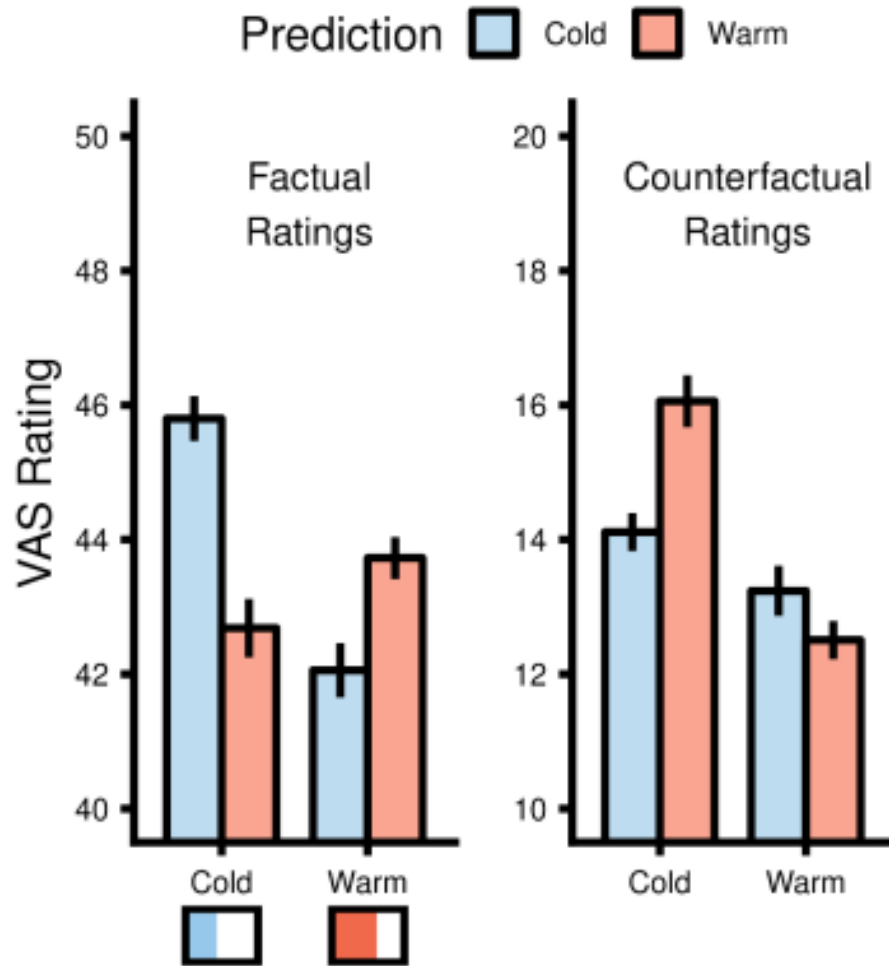 Prediction Cold Warm
VAS Rating
50
48
46
44
42
40
Factual
Ratings
Cold Warm
20
18
16
14
12
10
Counterfactual
Ratings
Cold Warm